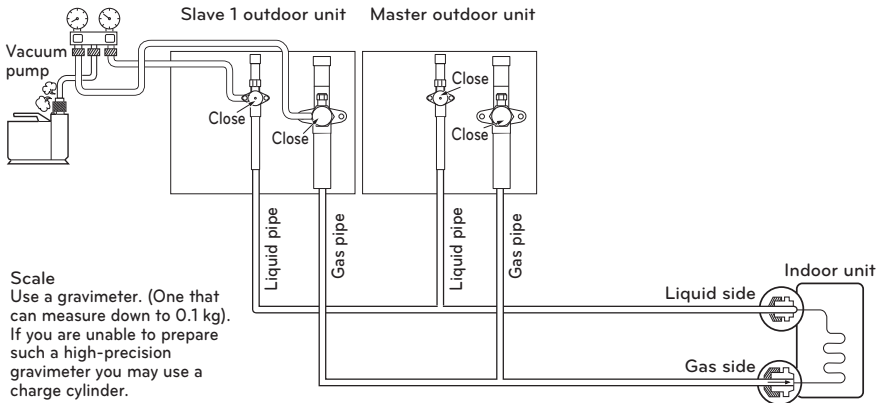 Slave 1 outdoor unit
Master outdoor unit
Vacuum
pump
Close
Close
Close
Close
Liquid pipe
Gas pipe
Liquid pipe
Gas pipe
Scale
Use a gravimeter. (One that
can measure down to 0.1 kg).
If you are unable to prepare
such a high-precision
gravimeter you may use a
charge cylinder.
Indoor unit
Liquid side
Gas side